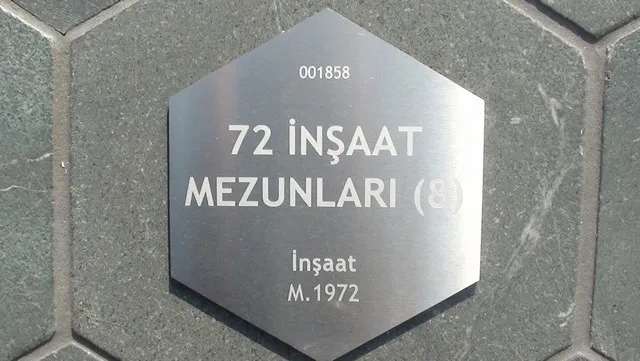 001858
72 İNŞAAT
MEZUNLARI (8)
İnşaat
M.1972